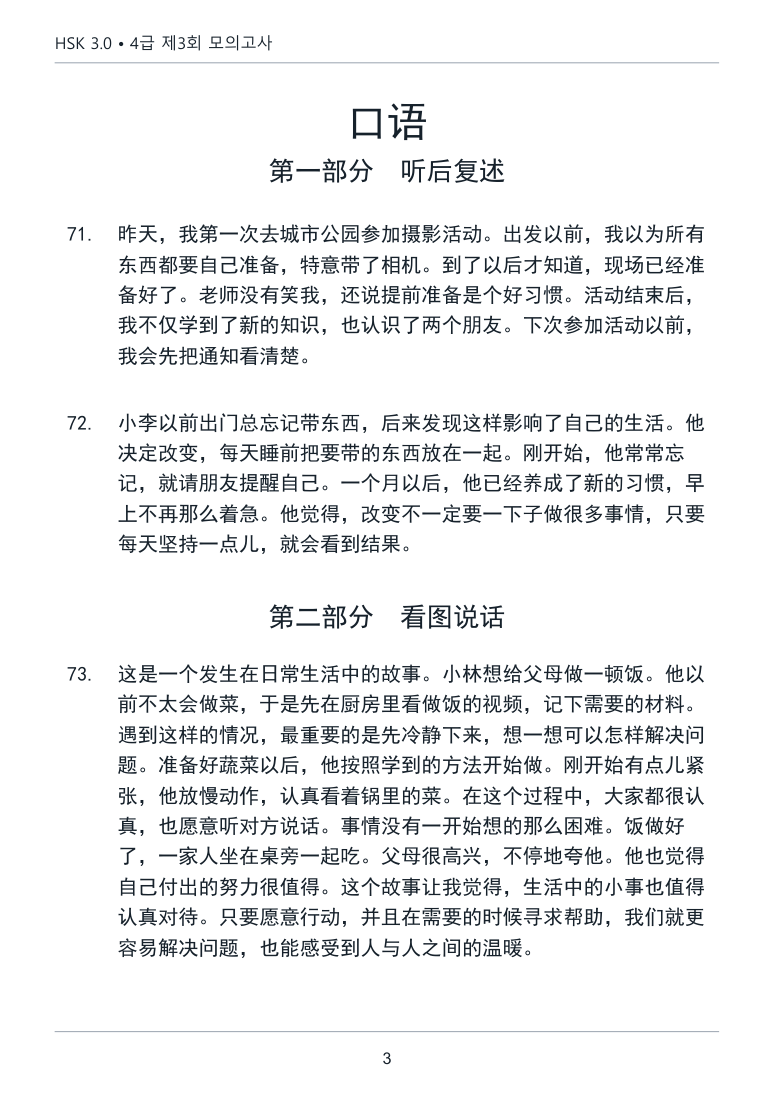 HSK 3.0 • 4급 제3회 모의고사
口语
第一部分　听后复述
71. 昨天，我第一次去城市公园参加摄影活动。出发以前，我以为所有
东西都要自己准备，特意带了相机。到了以后才知道，现场已经准
备好了。老师没有笑我，还说提前准备是个好习惯。活动结束后，
我不仅学到了新的知识，也认识了两个朋友。下次参加活动以前，
我会先把通知看清楚。
72. 小李以前出门总忘记带东西，后来发现这样影响了自己的生活。他
决定改变，每天睡前把要带的东西放在一起。刚开始，他常常忘
记，就请朋友提醒自己。一个月以后，他已经养成了新的习惯，早
上不再那么着急。他觉得，改变不一定要一下子做很多事情，只要
每天坚持一点儿，就会看到结果。
第二部分　看图说话
73. 这是一个发生在日常生活中的故事。小林想给父母做一顿饭。他以
前不太会做菜，于是先在厨房里看做饭的视频，记下需要的材料。
遇到这样的情况，最重要的是先冷静下来，想一想可以怎样解决问
题。准备好蔬菜以后，他按照学到的方法开始做。刚开始有点儿紧
张，他放慢动作，认真看着锅里的菜。在这个过程中，大家都很认
真，也愿意听对方说话。事情没有一开始想的那么困难。饭做好
了，一家人坐在桌旁一起吃。父母很高兴，不停地夸他。他也觉得
自己付出的努力很值得。这个故事让我觉得，生活中的小事也值得
认真对待。只要愿意行动，并且在需要的时候寻求帮助，我们就更
容易解决问题，也能感受到人与人之间的温暖。
3